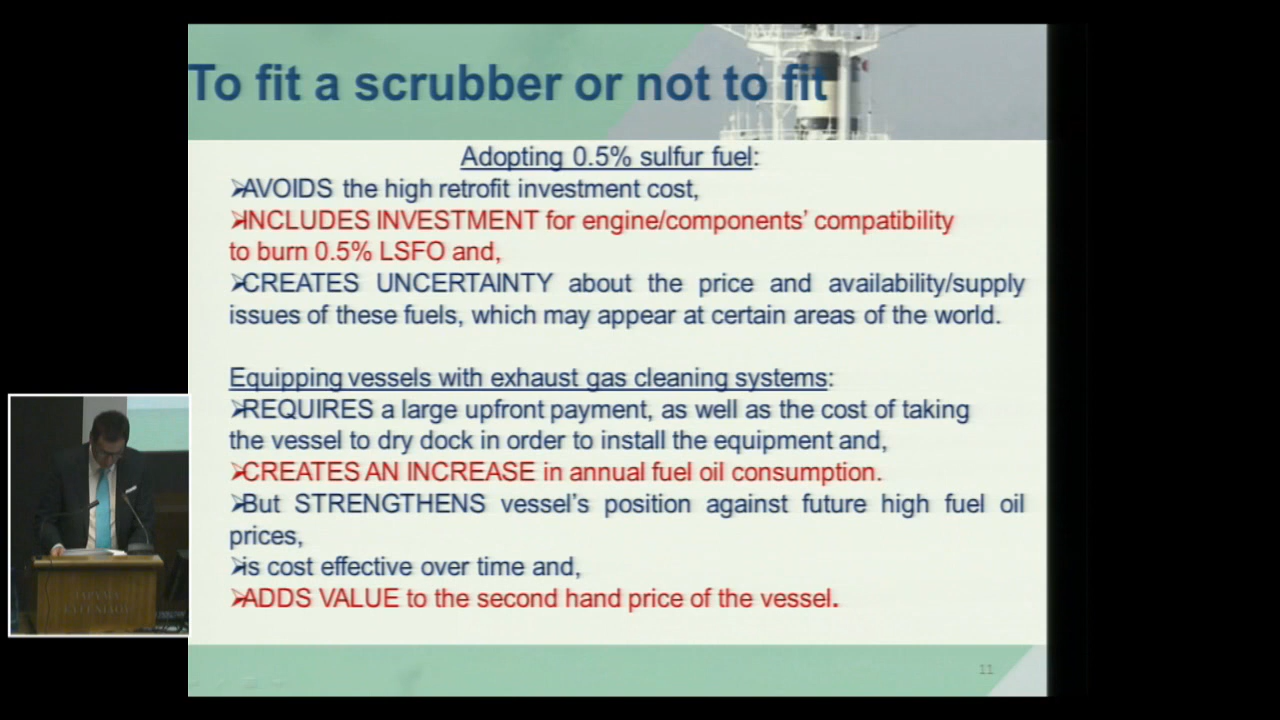 To fit a scrubber or not to fit
Adopting 0.5% sulfur fuel:
➢AVOIDS the high retrofit investment cost,
➢INCLUDES INVESTMENT for engine/components’ compatibility
to burn 0.5% LSFO and,
➢CREATES UNCERTAINTY about the price and availability/supply
issues of these fuels, which may appear at certain areas of the world.
Equipping vessels with exhaust gas cleaning systems:
➢REQUIRES a large upfront payment, as well as the cost of taking
the vessel to dry dock in order to install the equipment and,
➢CREATES AN INCREASE in annual fuel oil consumption.
➢But STRENGTHENS vessel’s position against future high fuel oil
prices,
➢is cost effective over time and,
➢ADDS VALUE to the second hand price of the vessel.
11